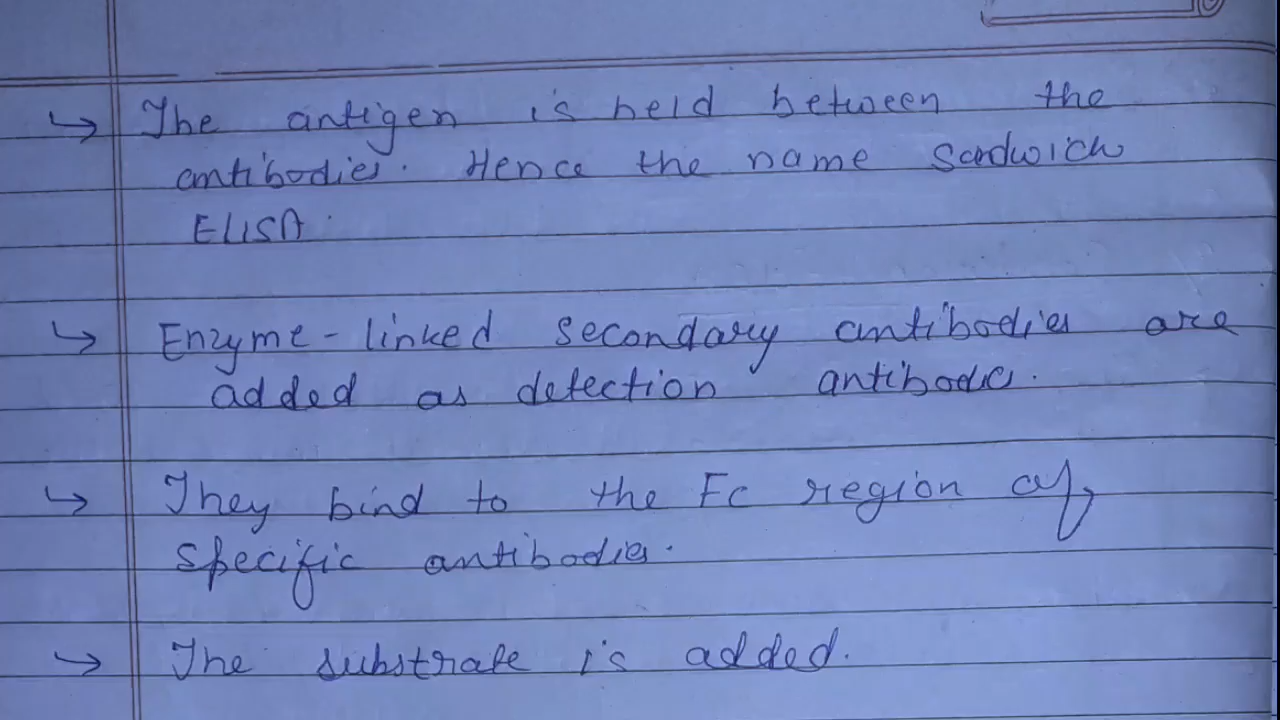 ↳ The antigen is held between the
antibodies. Hence the name Sandwich
ELISA.
↳ Enzyme-linked secondary antibodies are
added as detection antibodies.
↳ They bind to the Fc region of
specific antibodies.
↳ The substrate is added.